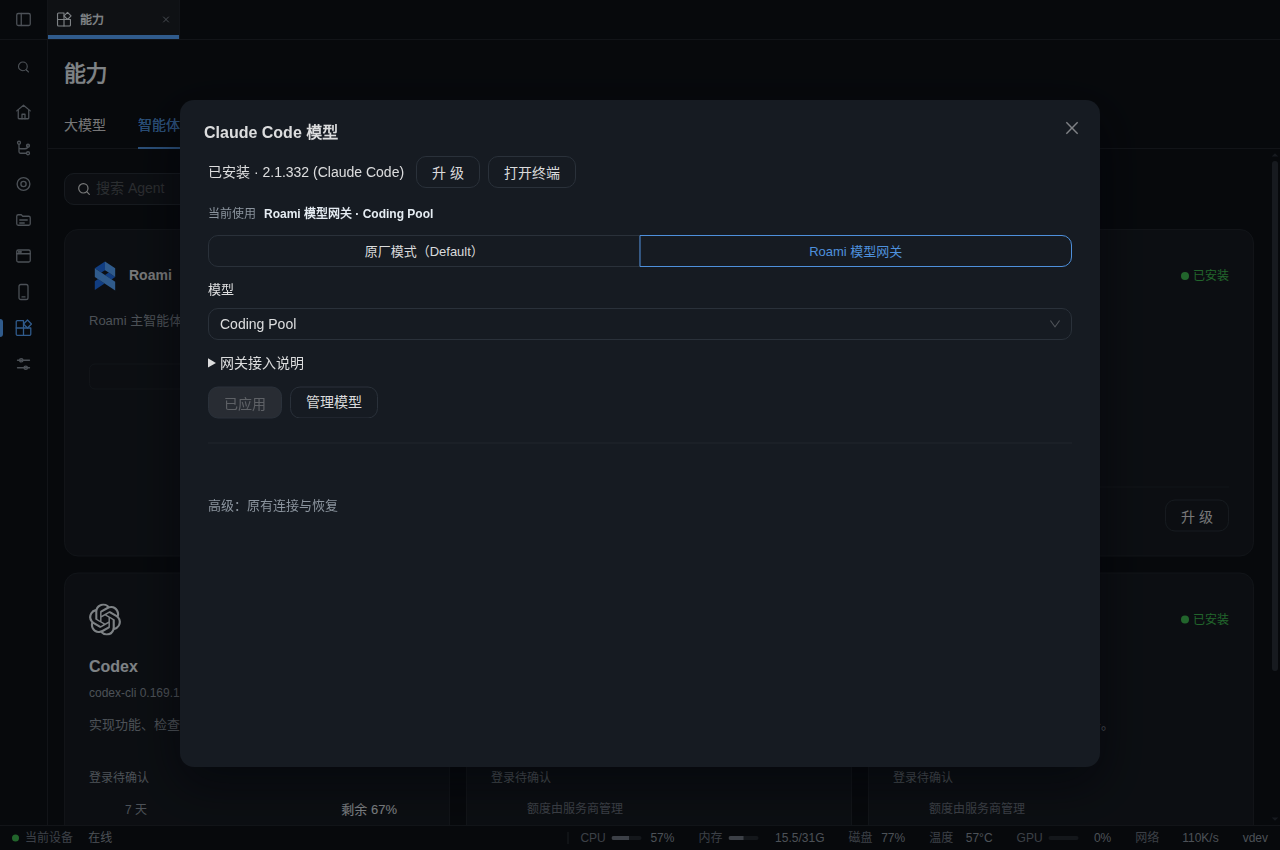 能力
能力
大模型
智能体
搜索 Agent
Claude Code 模型
已安装 · 2.1.332 (Claude Code)
升 级
打开终端
当前使用 Roami 模型网关 · Coding Pool
原厂模式（Default）
Roami 模型网关
模型
Coding Pool
网关接入说明
已应用
管理模型
高级：原有连接与恢复
Roami
Roami 主智能体
已安装
升 级
Codex
codex-cli 0.169.1
实现功能、检查
登录待确认
7 天
剩余 67%
登录待确认
额度由服务商管理
已安装
。
登录待确认
额度由服务商管理
当前设备 在线
CPU 57%
内存 15.5/31G
磁盘 77%
温度 57°C
GPU 0%
网络 110K/s
vdev